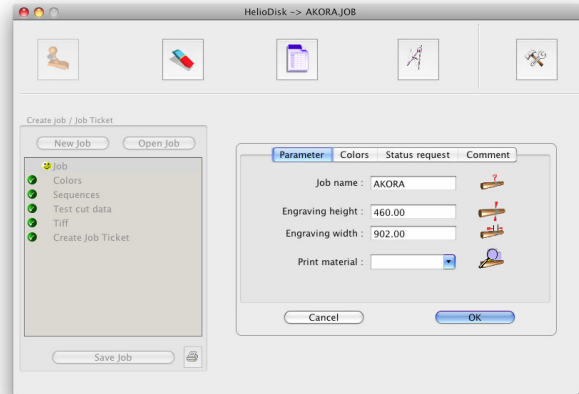 HelioDisk -> AKORA.JOB
Create job / Job Ticket
New Job Open Job
Job
Colors
Sequences
Test cut data
Tiff
Create Job Ticket
Save Job
Parameter Colors Status request Comment
Job name : AKORA
Engraving height : 460.00
Engraving width : 902.00
Print material :
Cancel OK